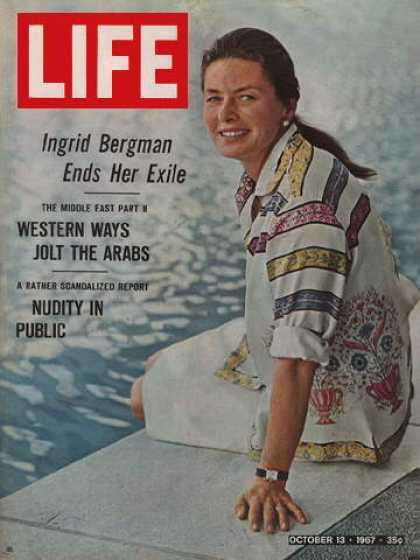 LIFE
Ingrid Bergman
Ends Her Exile
THE MIDDLE EAST PART II
WESTERN WAYS
JOLT THE ARABS
A RATHER SCANDALIZED REPORT
NUDITY IN
PUBLIC
OCTOBER 13 · 1967 · 35¢